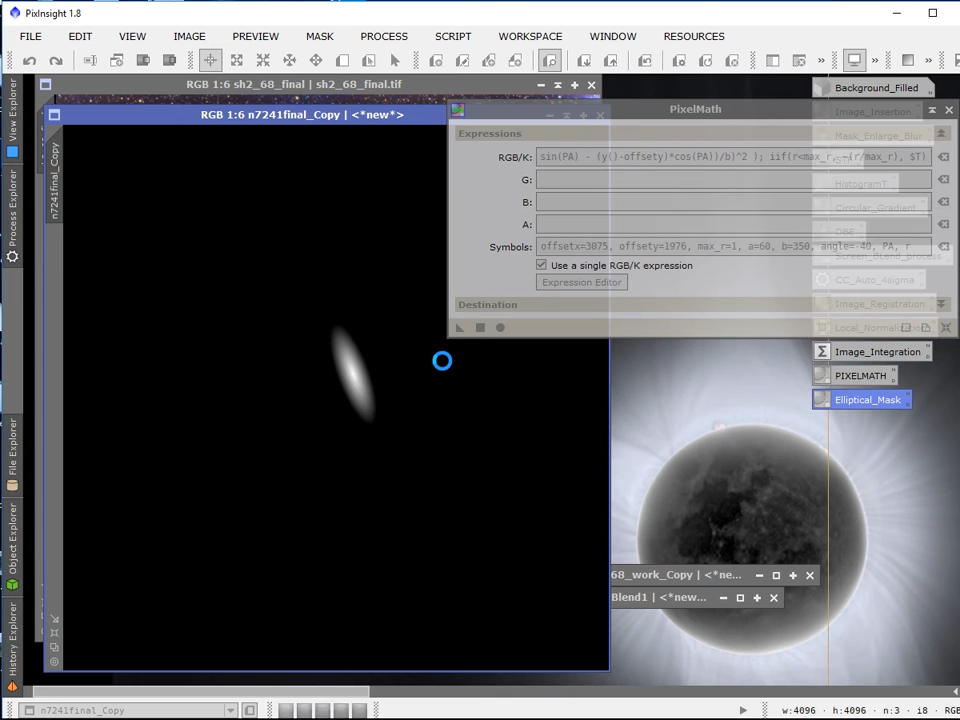 PixInsight 1.8
FILE EDIT VIEW IMAGE PREVIEW MASK PROCESS SCRIPT WORKSPACE WINDOW RESOURCES
View Explorer
Process Explorer
File Explorer
Object Explorer
History Explorer
RGB 1:6 sh2_68_final | sh2_68_final.tif
RGB 1:6 n7241final_Copy | <*new*>
n7241final_Copy
PixelMath
Expressions
RGB/K: sin(PA) - (y()-offsety)*cos(PA))/b)^2 ); iif(r<max_r, ~(r/max_r), $T)
G:
B:
A:
Symbols: offsetx=3075, offsety=1976, max_r=1, a=60, b=350, angle=-40, PA, r
Use a single RGB/K expression
Expression Editor
Destination
Background_Filled
Image_Insertion
Mask_Enlarge_Blur
HistogramT
Circular_Gradient
DBE
Screen_Blend_process
CC_Auto_4sigma
Image_Registration
Local_Normalization
Image_Integration
PIXELMATH
Elliptical_Mask
68_work_Copy | <*ne...
Blend1 | <*new...
n7241final_Copy
w:4096 · h:4096 · n:3 · i8 · RGB